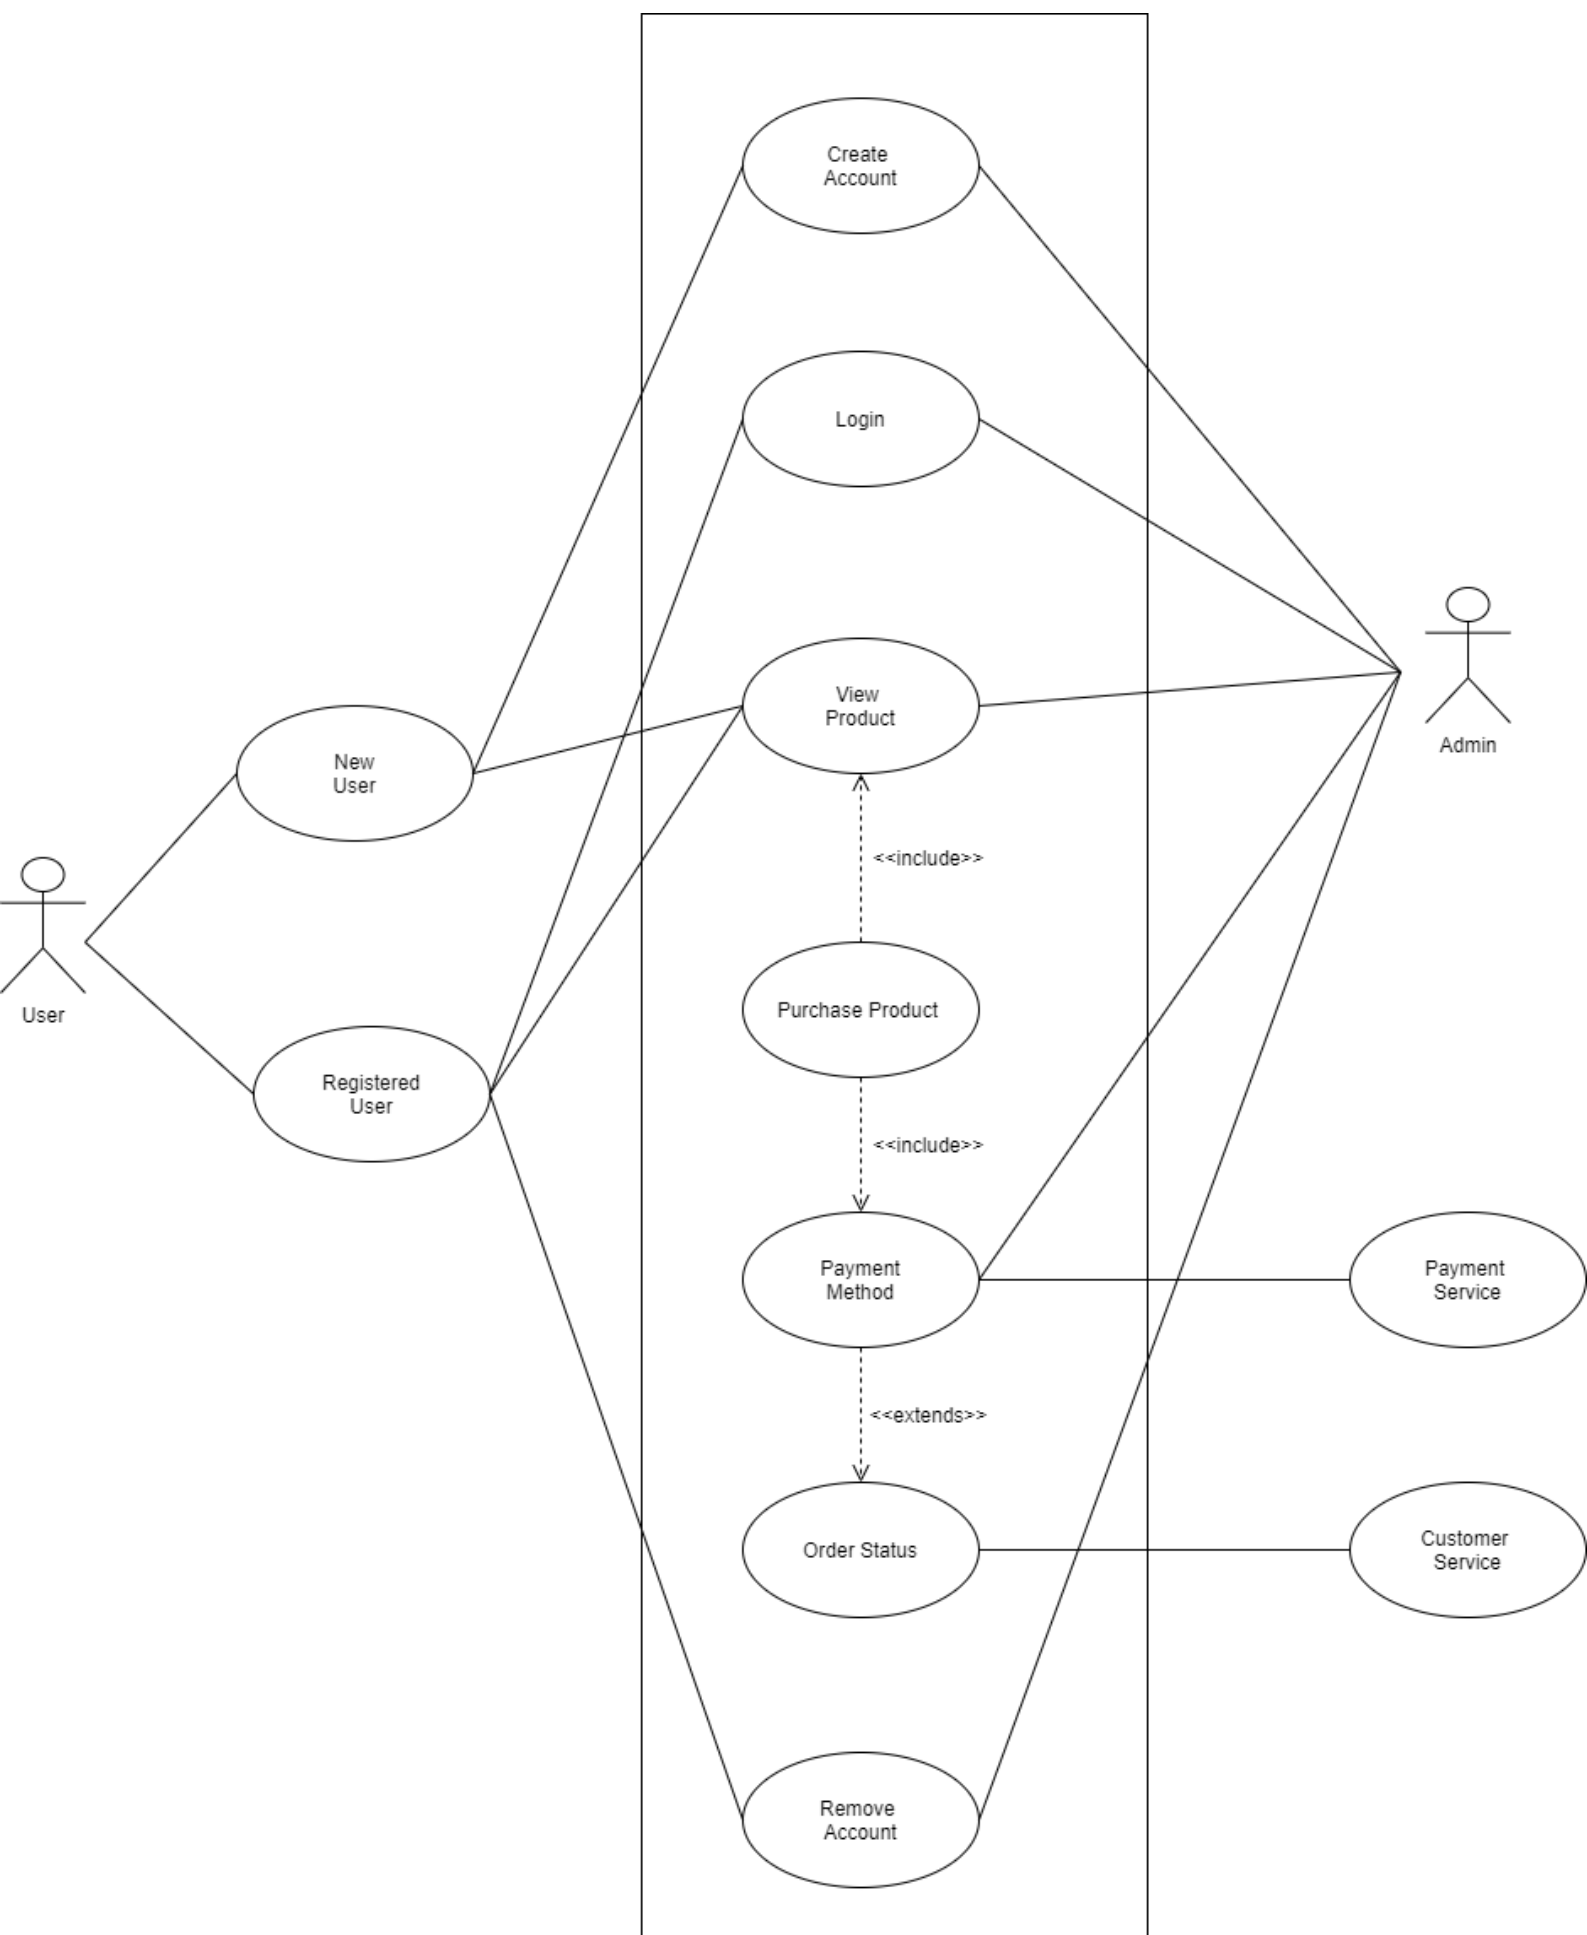 Create
Account
Login
View
Product
New
User
Admin
<<include>>
User
Purchase Product
Registered
User
<<include>>
Payment
Method
Payment
Service
<<extends>>
Order Status
Customer
Service
Remove
Account